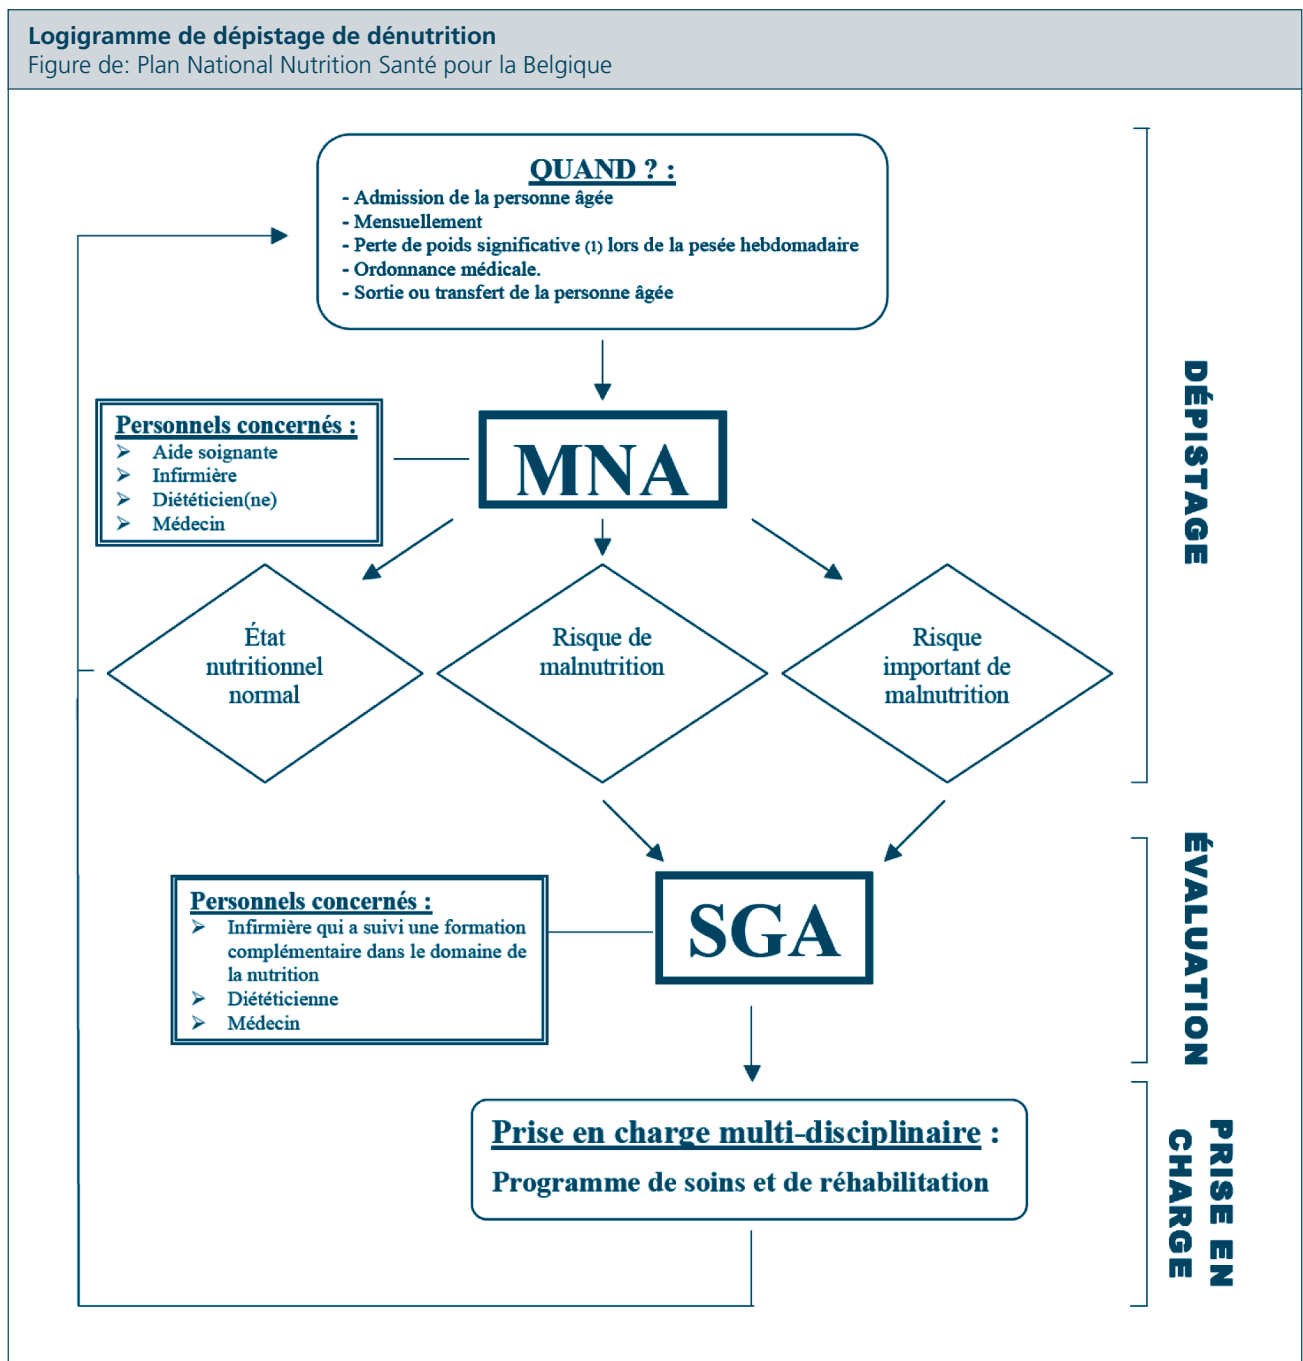 Logigramme de dépistage de dénutrition
Figure de: Plan National Nutrition Santé pour la Belgique
QUAND ? :
- Admission de la personne âgée
- Mensuellement
- Perte de poids significative (1) lors de la pesée hebdomadaire
- Ordonnance médicale.
- Sortie ou transfert de la personne âgée
DÉPISTAGE
Personnels concernés :
➢ Aide soignante
➢ Infirmière
➢ Diététicien(ne)
➢ Médecin
MNA
État
nutritionnel
normal
Risque de
malnutrition
Risque
important de
malnutrition
ÉVALUATION
Personnels concernés :
➢ Infirmière qui a suivi une formation
complémentaire dans le domaine de
la nutrition
➢ Diététicienne
➢ Médecin
SGA
Prise en charge multi-disciplinaire :
Programme de soins et de réhabilitation
PRISE EN
CHARGE